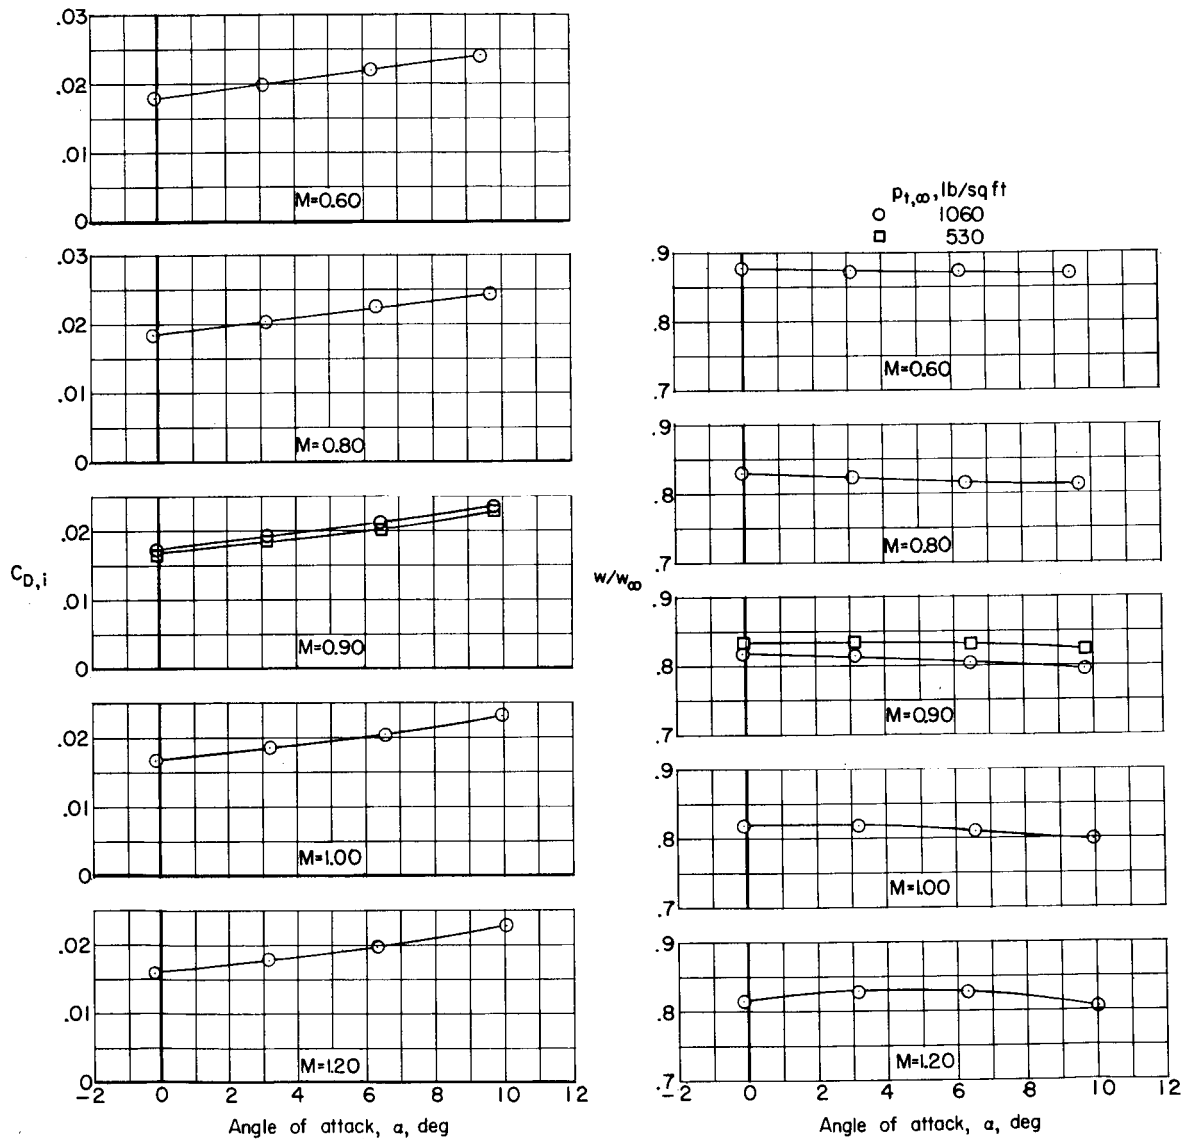 .03
.02
.01
0
M=0.60
.03
.02
.01
0
M=0.80
.02
.01
0
M=0.90
C_D,i
.02
.01
0
M=1.00
.02
.01
0
M=1.20
-2 0 2 4 6 8 10 12
Angle of attack, α, deg
p_t,∞, lb/sq ft
1060
530
.9
.8
.7
M=0.60
.9
.8
.7
M=0.80
w/w∞
.9
.8
.7
M=0.90
.9
.8
.7
M=1.00
.9
.8
.7
M=1.20
-2 0 2 4 6 8 10 12
Angle of attack, α, deg